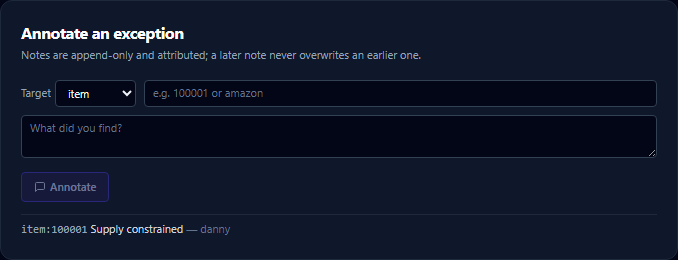 Annotate an exception
Notes are append-only and attributed; a later note never overwrites an earlier one.
Target item e.g. 100001 or amazon
What did you find?
Annotate
item:100001 Supply constrained — danny